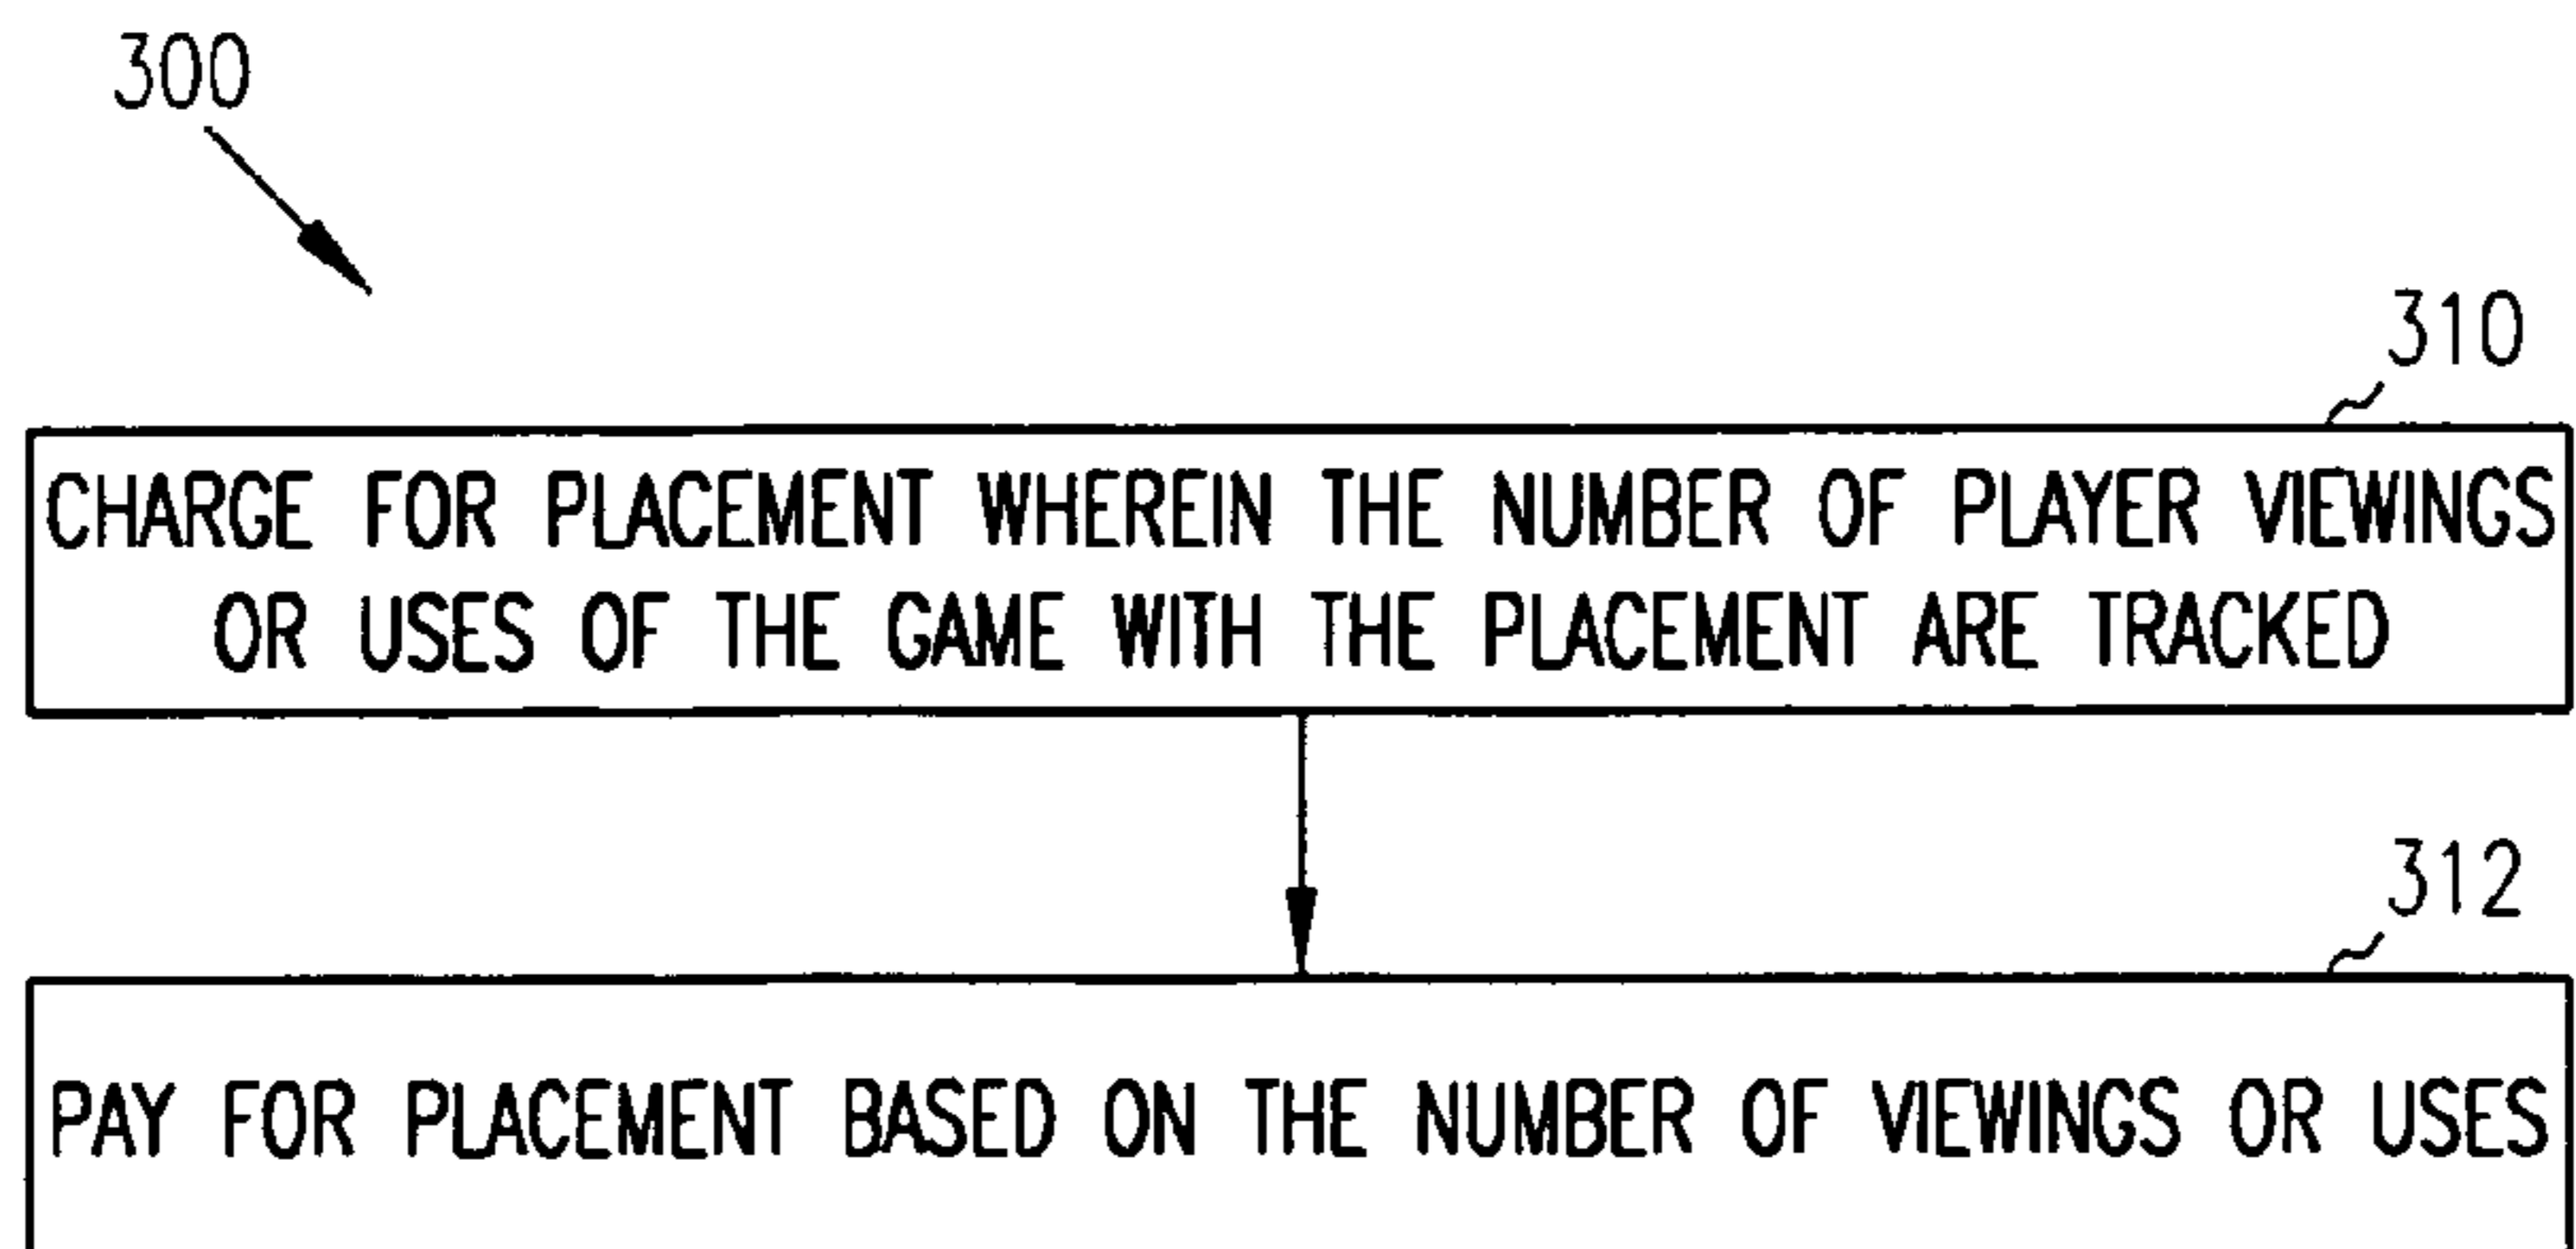 300
310
CHARGE FOR PLACEMENT WHEREIN THE NUMBER OF PLAYER VIEWINGS
OR USES OF THE GAME WITH THE PLACEMENT ARE TRACKED
312
PAY FOR PLACEMENT BASED ON THE NUMBER OF VIEWINGS OR USES